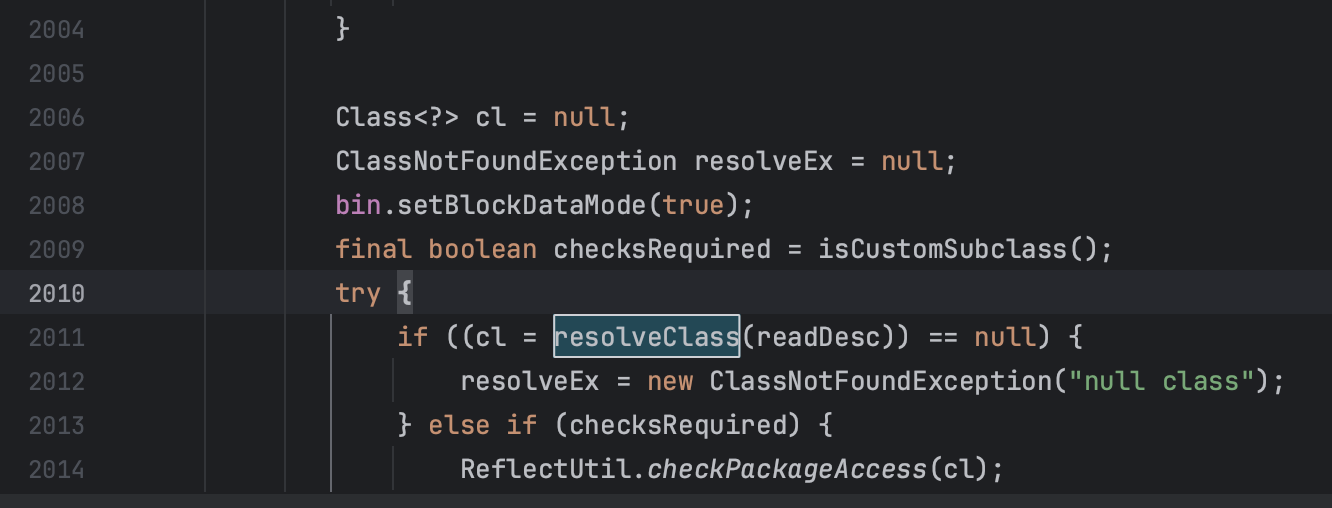 2004 }
2005
2006 Class<?> cl = null;
2007 ClassNotFoundException resolveEx = null;
2008 bin.setBlockDataMode(true);
2009 final boolean checksRequired = isCustomSubclass();
2010 try {
2011 if ((cl = resolveClass(readDesc)) == null) {
2012 resolveEx = new ClassNotFoundException("null class");
2013 } else if (checksRequired) {
2014 ReflectUtil.checkPackageAccess(cl);